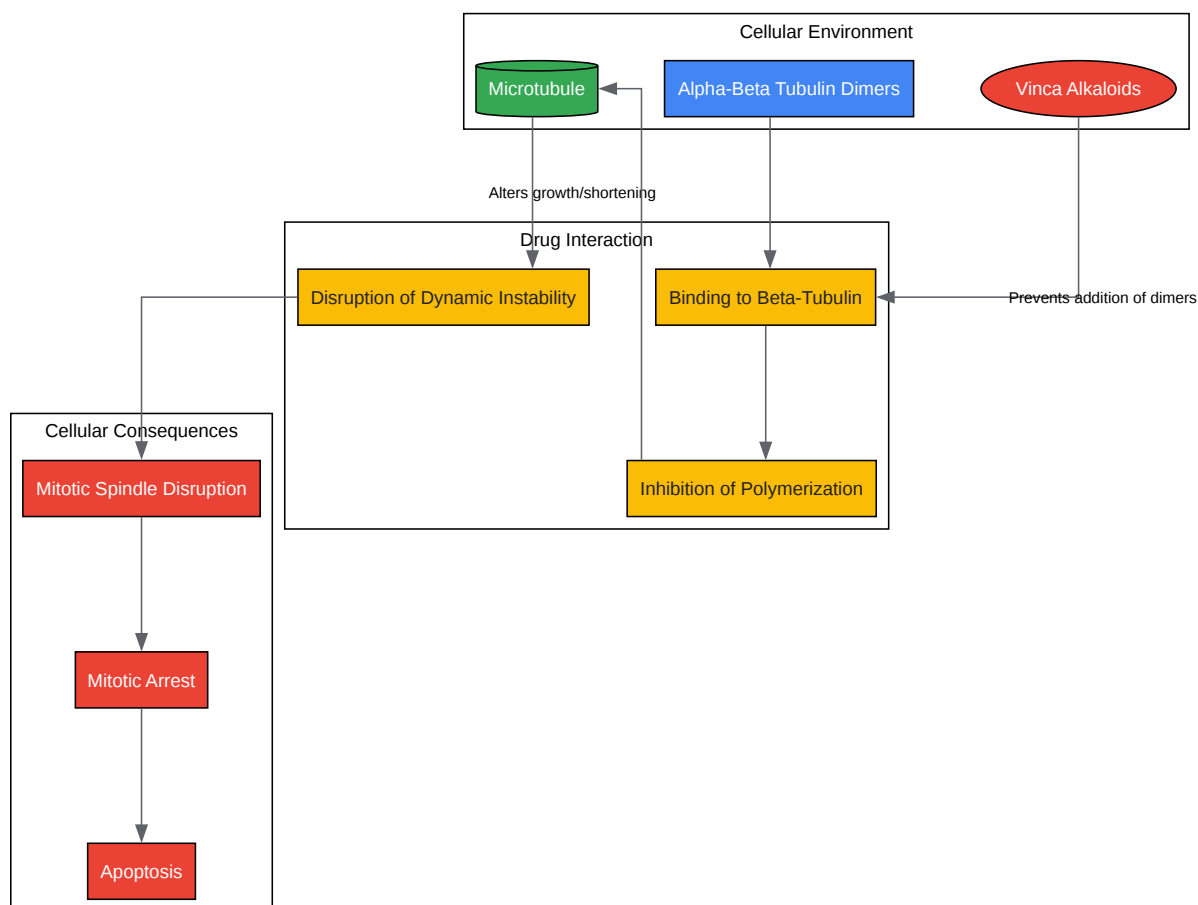 Cellular Environment
Microtubule
Alpha-Beta Tubulin Dimers
Vinca Alkaloids
Alters growth/shortening
Drug Interaction
Disruption of Dynamic Instability
Binding to Beta-Tubulin
Prevents addition of dimers
Cellular Consequences
Mitotic Spindle Disruption
Inhibition of Polymerization
Mitotic Arrest
Apoptosis